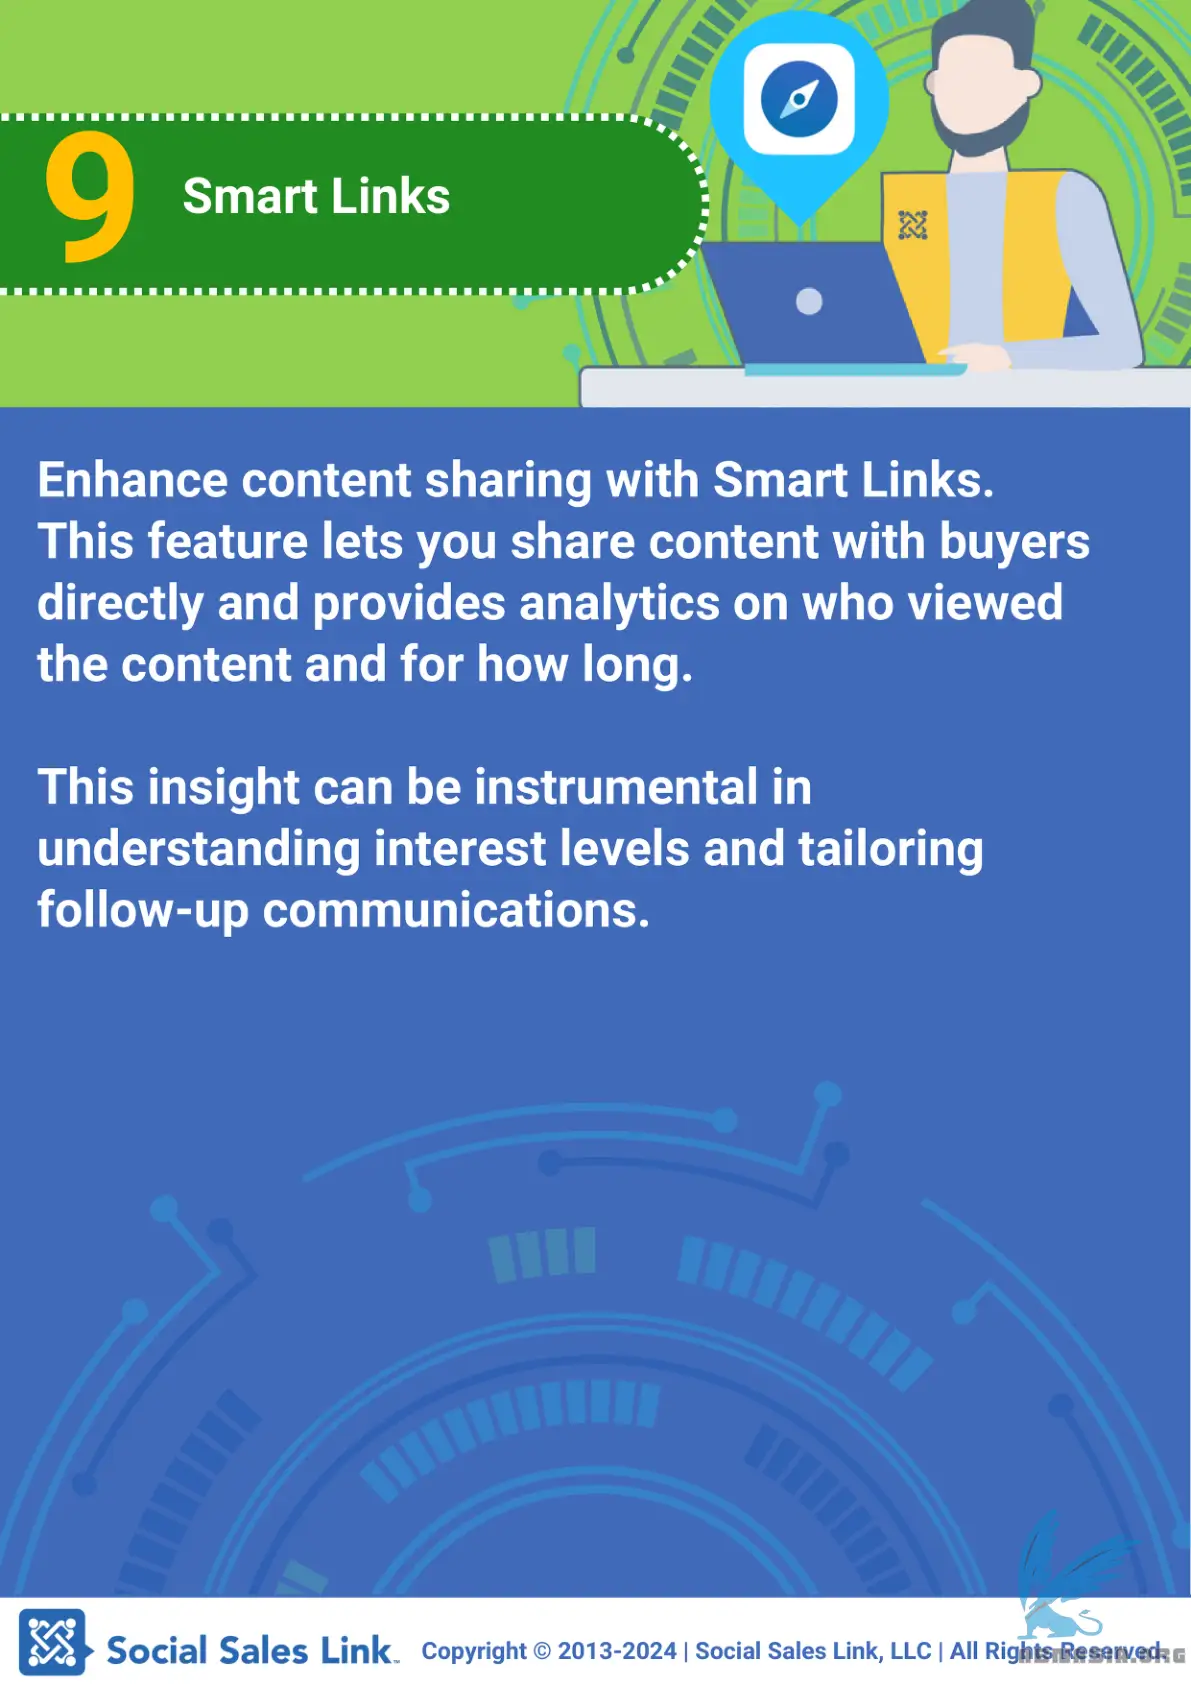 9
Smart Links
Enhance content sharing with Smart Links.
This feature lets you share content with buyers
directly and provides analytics on who viewed
the content and for how long.
This insight can be instrumental in
understanding interest levels and tailoring
follow-up communications.
Social Sales Link™
Copyright © 2013-2024 | Social Sales Link, LLC | All Rights Reserved.